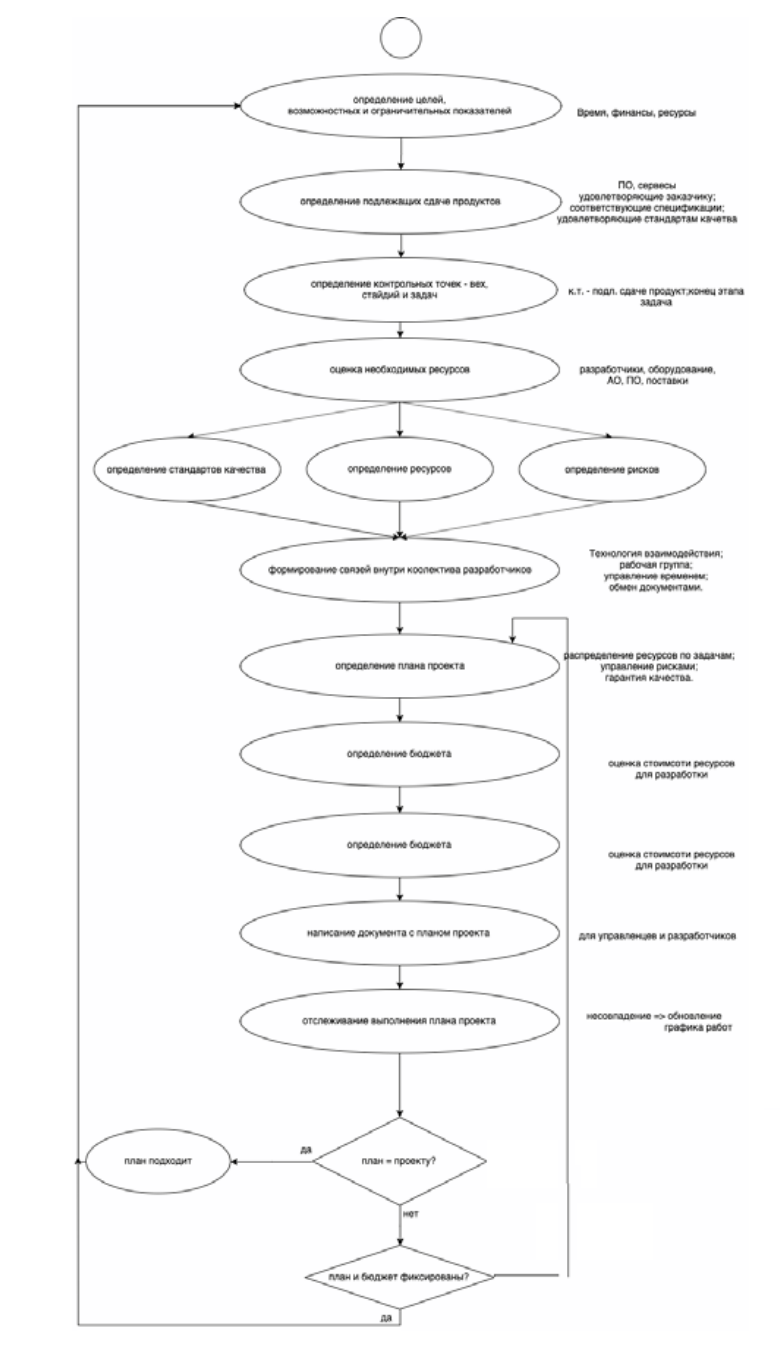 определение целей,
возможностных и ограничительных показателей
Время, финансы, ресурсы
определение подлежащих сдаче продуктов
ПО, сервесы
удовлетворяющие заказчику;
соответствующие спецификации;
удовлетворяющие стандартам качетва
определение контрольных точек - вех,
стайдий и задач
к.т. - подл. сдаче продукт;конец этапа
задача
оценка необходимых ресурсов
разработчики, оборудование,
АО, ПО, поставки
определение стандартов качества
определение ресурсов
определение рисков
формирование связей внутри коолектива разработчиков
Технология взаимодействия;
рабочая группа;
управление временем;
обмен документами.
определение плана проекта
распределение ресурсов по задачам;
управление рисками;
гарантия качества.
определение бюджета
оценка стоимсоти ресурсов
для разработки
определение бюджета
оценка стоимсоти ресурсов
для разработки
написание документа с планом проекта
для управленцев и разработчиков
отслеживание выполнения плана проекта
несовпадение => обновление
графика работ
план подходит
да
план = проекту?
нет
план и бюджет фиксированы?
да